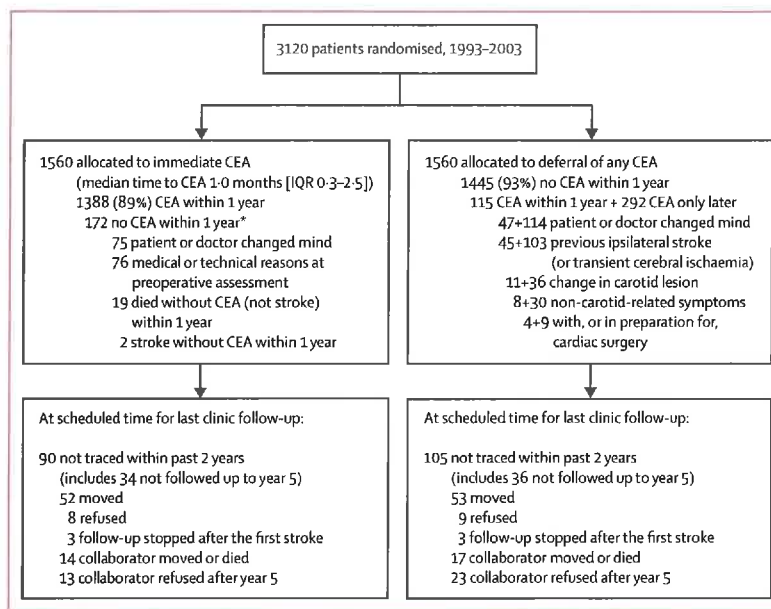 3120 patients randomised, 1993–2003
1560 allocated to immediate CEA
(median time to CEA 1·0 months [IQR 0·3–2·5])
1388 (89%) CEA within 1 year
172 no CEA within 1 year*
75 patient or doctor changed mind
76 medical or technical reasons at
preoperative assessment
19 died without CEA (not stroke)
within 1 year
2 stroke without CEA within 1 year
1560 allocated to deferral of any CEA
1445 (93%) no CEA within 1 year
115 CEA within 1 year + 292 CEA only later
47+114 patient or doctor changed mind
45+103 previous ipsilateral stroke
(or transient cerebral ischaemia)
11+36 change in carotid lesion
8+30 non-carotid-related symptoms
4+9 with, or in preparation for,
cardiac surgery
At scheduled time for last clinic follow-up:
90 not traced within past 2 years
(includes 34 not followed up to year 5)
52 moved
8 refused
3 follow-up stopped after the first stroke
14 collaborator moved or died
13 collaborator refused after year 5
At scheduled time for last clinic follow-up:
105 not traced within past 2 years
(includes 36 not followed up to year 5)
53 moved
9 refused
3 follow-up stopped after the first stroke
17 collaborator moved or died
23 collaborator refused after year 5